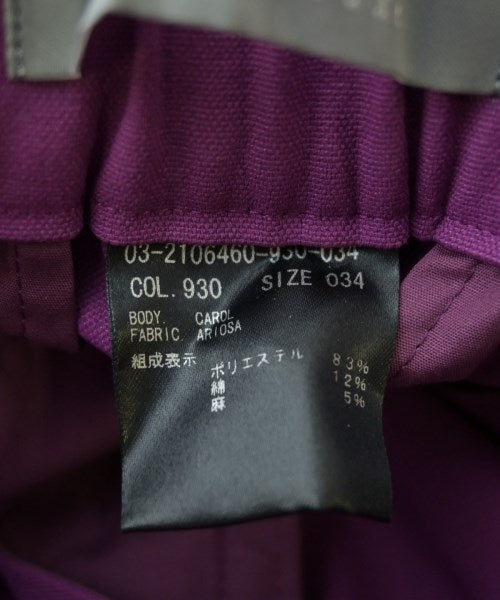 03-2106460-930-034
COL. 930 SIZE 034
BODY. CAROL
FABRIC. ARIOSA
組成表示
ポリエステル 83%
綿 12%
麻 5%